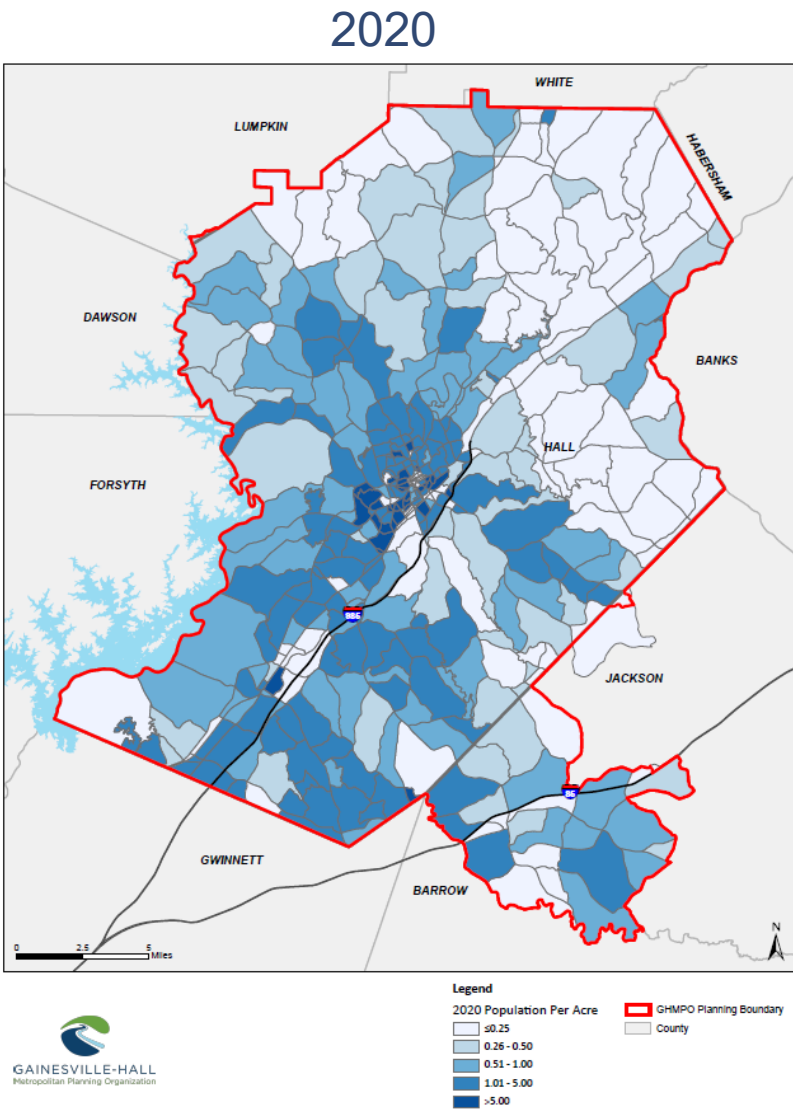 2020
WHITE
LUMPKIN
HABERSHAM
DAWSON
BANKS
HALL
FORSYTH
985
JACKSON
85
GWINNETT
BARROW
N
0 2.5 5
Miles
Legend
2020 Population Per Acre
≤0.25
0.26 - 0.50
0.51 - 1.00
1.01 - 5.00
>5.00
GHMPO Planning Boundary
County
GAINESVILLE-HALL
Metropolitan Planning Organization